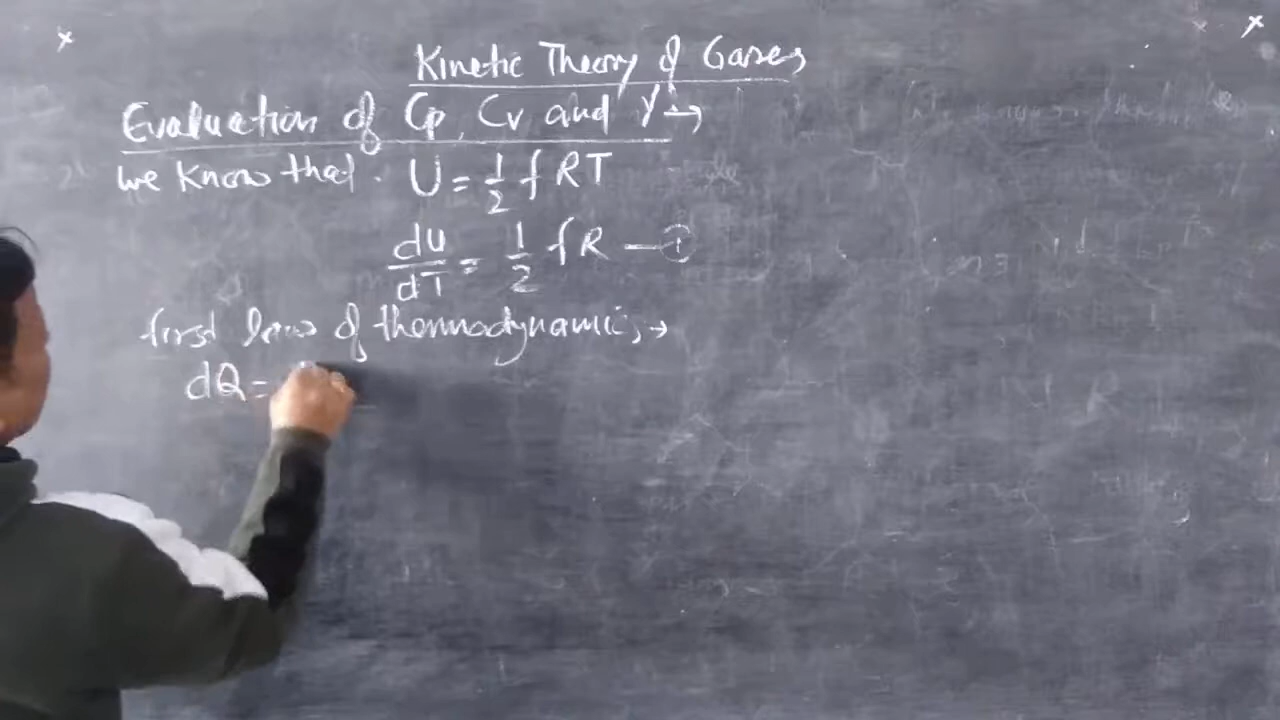 Kinetic Theory of Gases
Evaluation of Cp, Cv and γ→
we know that. U = 1/2 f RT
dU/dT = 1/2 f R — ①
first law of thermodynamics→
dQ =